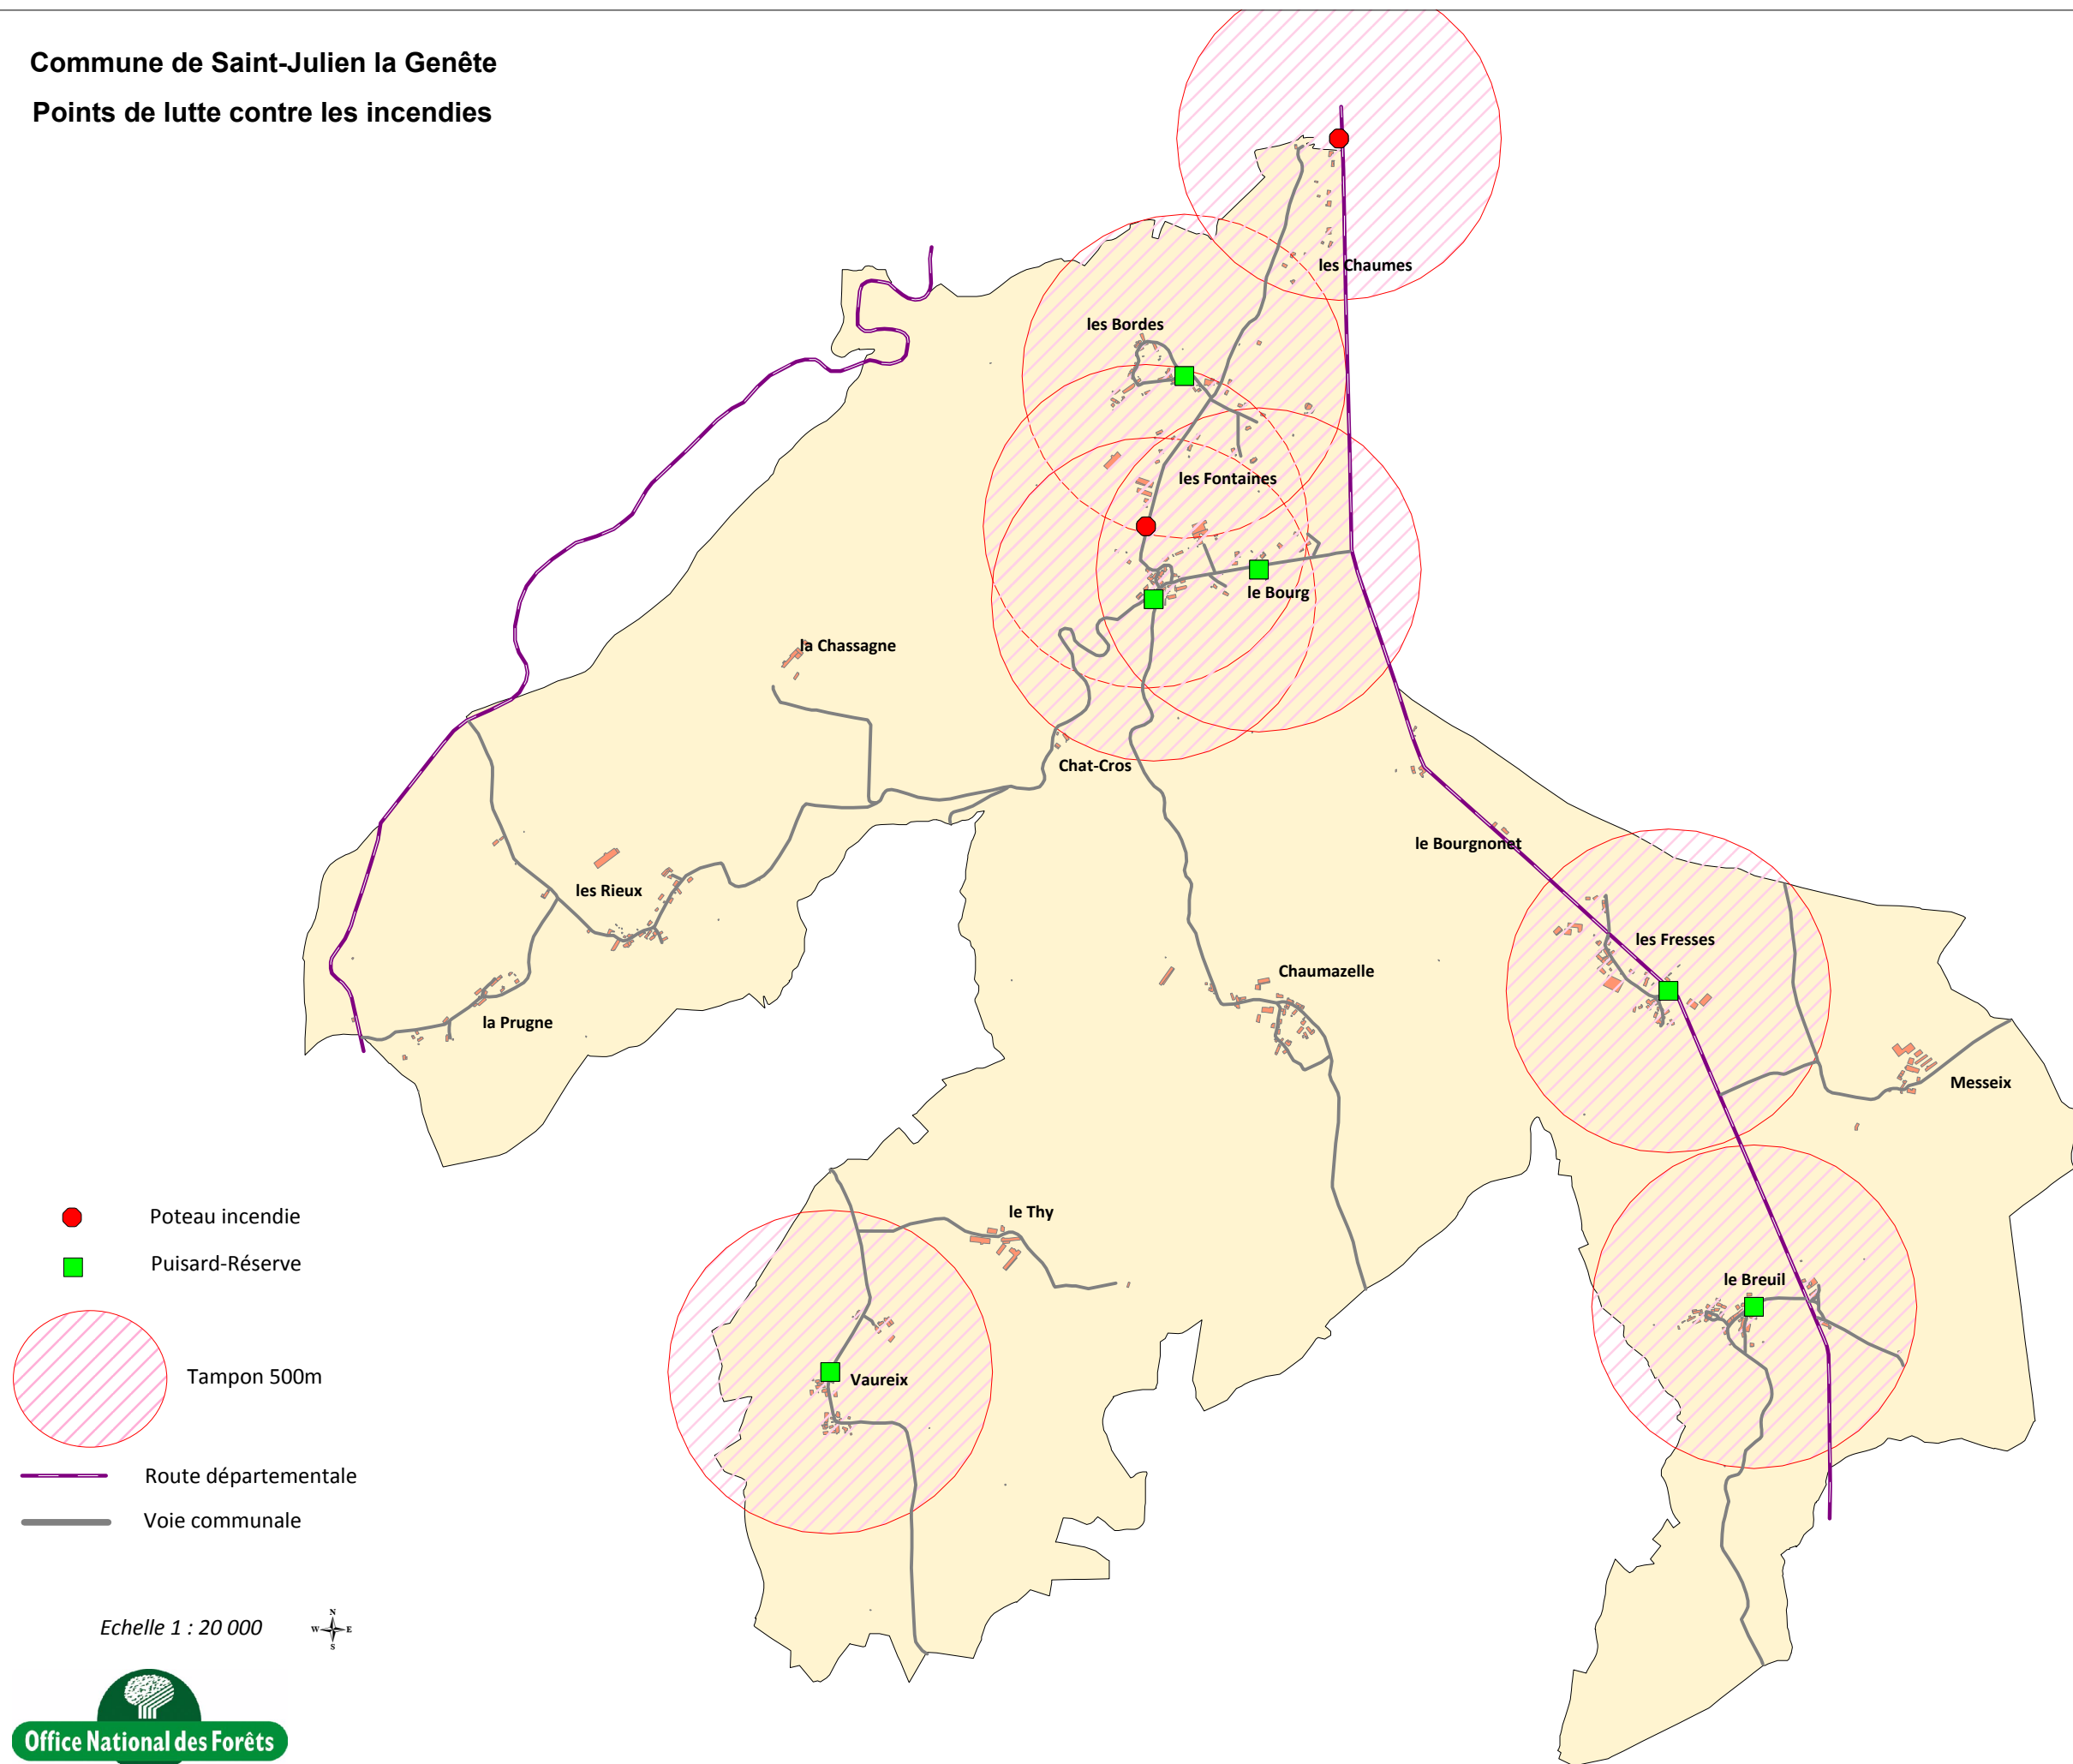 Commune de Saint-Julien la Genête
Points de lutte contre les incendies
les Chaumes
les Bordes
les Fontaines
le Bourg
la Chassagne
Chat-Cros
le Bourgnonet
les Rieux
les Fresses
Chaumazelle
la Prugne
Messeix
le Thy
le Breuil
Vaureix
Poteau incendie
Puisard-Réserve
Tampon 500m
Route départementale
Voie communale
Echelle 1 : 20 000
N
W E
S
Office National des Forêts